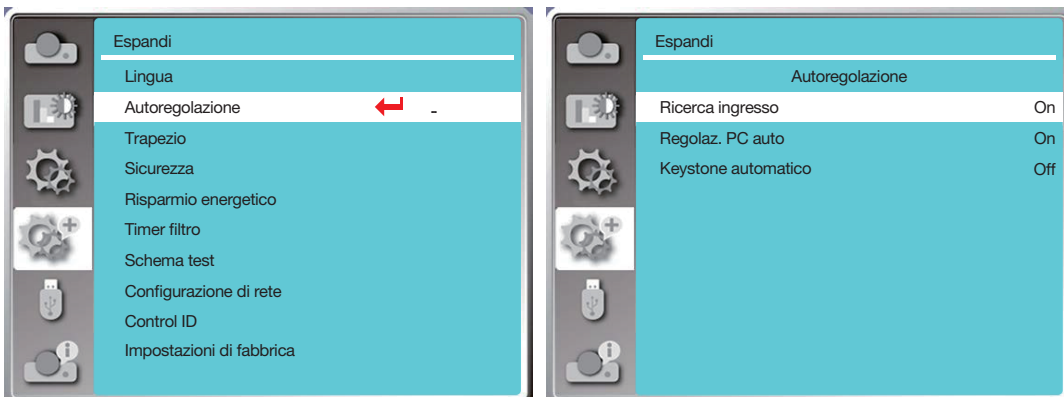 Espandi
Lingua
Autoregolazione -
Trapezio
Sicurezza
Risparmio energetico
Timer filtro
Schema test
Configurazione di rete
Control ID
Impostazioni di fabbrica
Espandi
Autoregolazione
Ricerca ingresso On
Regolaz. PC auto On
Keystone automatico Off